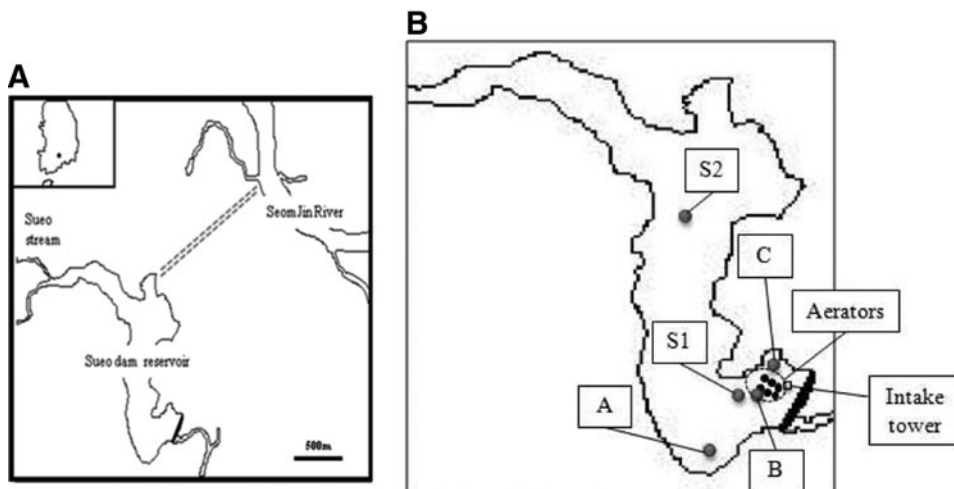 A
SeomJin River
Sueo
stream
Sueo dam reservoir
500m
B
S2
C
Aerators
S1
A
Intake
tower
B